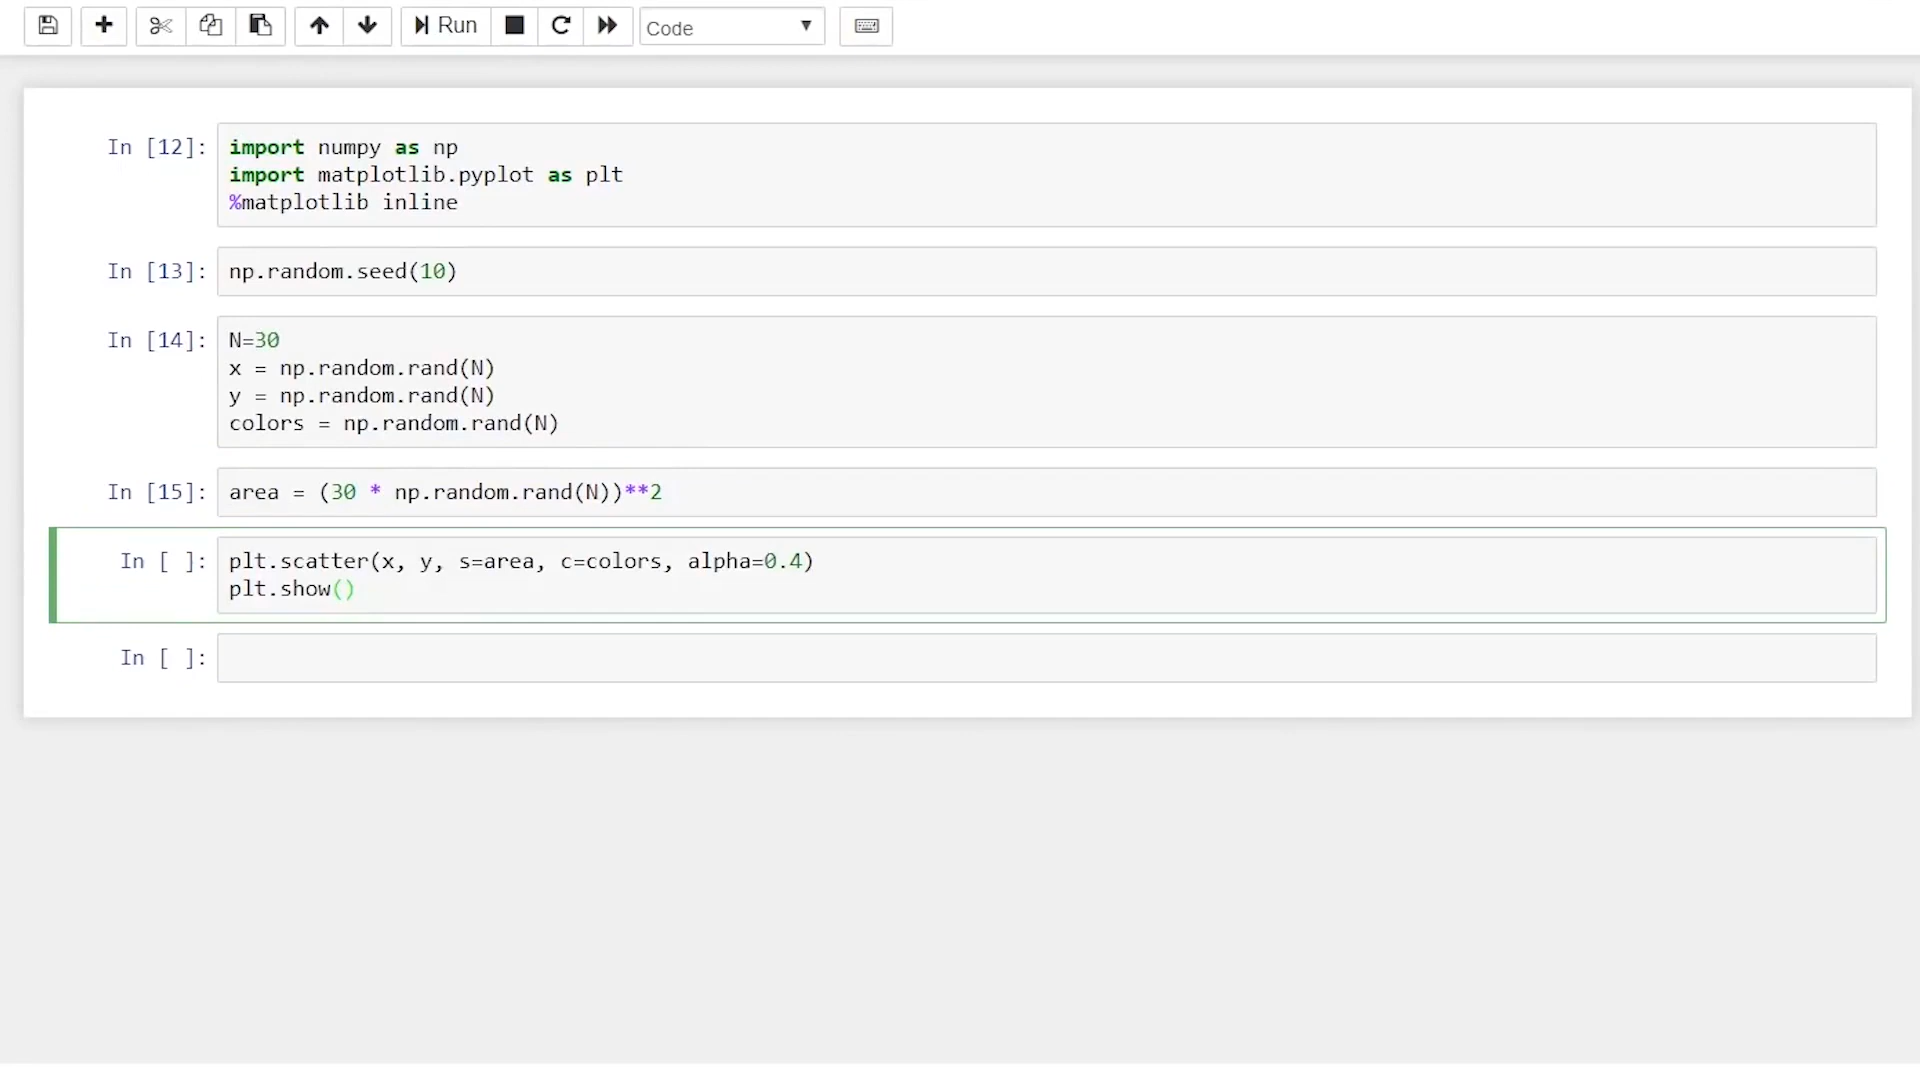 Run
Code
In [12]:
import numpy as np
import matplotlib.pyplot as plt
%matplotlib inline
In [13]:
np.random.seed(10)
In [14]:
N=30
x = np.random.rand(N)
y = np.random.rand(N)
colors = np.random.rand(N)
In [15]:
area = (30 * np.random.rand(N))**2
In [ ]:
plt.scatter(x, y, s=area, c=colors, alpha=0.4)
plt.show()
In [ ]: